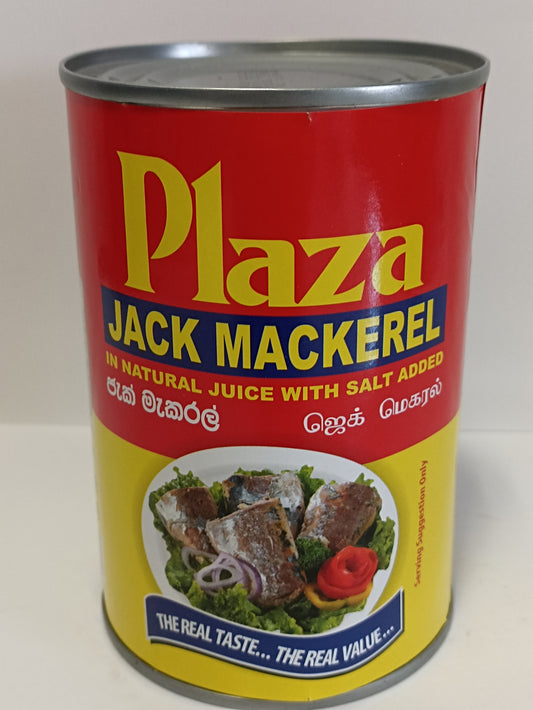 Plaza
JACK MACKEREL
IN NATURAL JUICE WITH SALT ADDED
ජැක් මැකරල්
ஜெக் மெகரல்
Serving Suggestion Only
THE REAL TASTE... THE REAL VALUE...